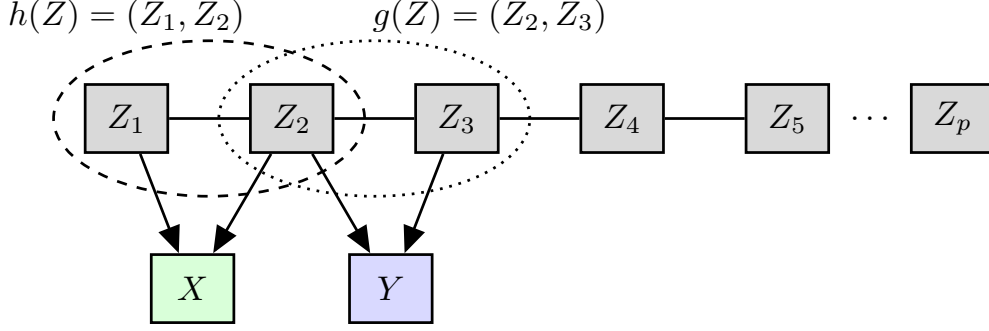 h(Z) = (Z₁, Z₂) g(Z) = (Z₂, Z₃)
Z₁ Z₂ Z₃ Z₄ Z₅ ⋯ Zₚ
X Y